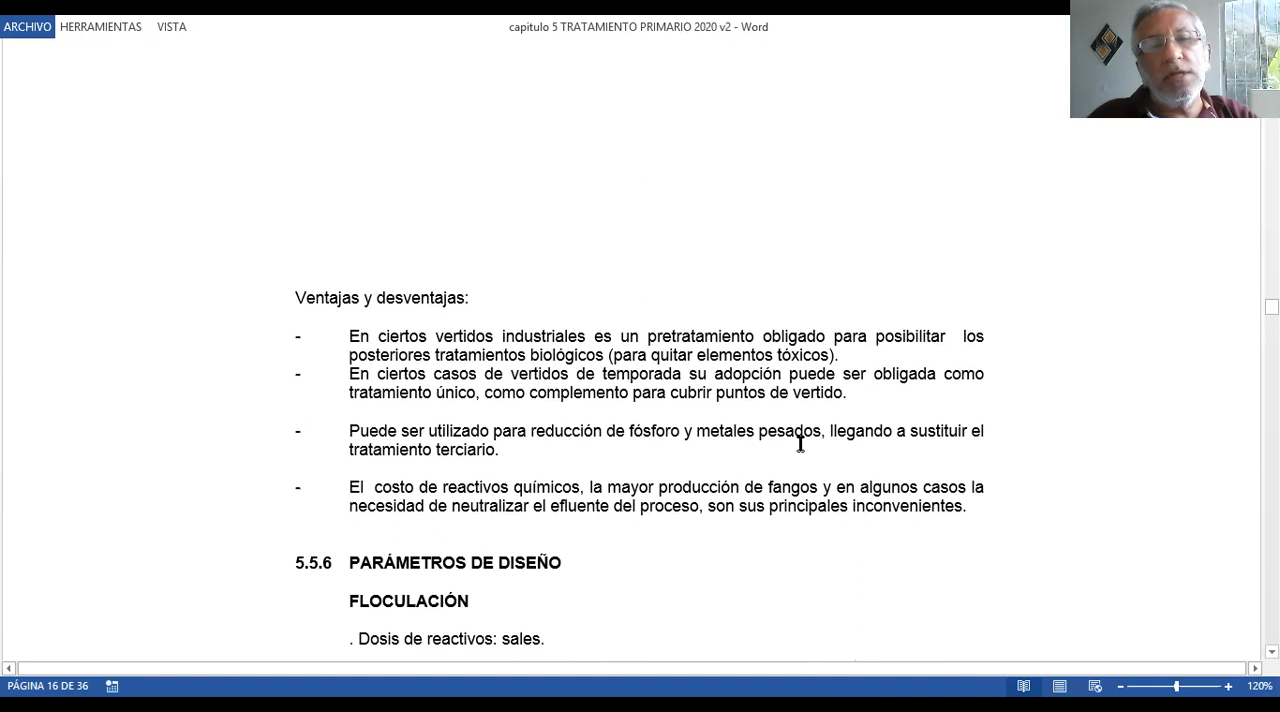 ARCHIVO HERRAMIENTAS VISTA capitulo 5 TRATAMIENTO PRIMARIO 2020 v2 - Word
Ventajas y desventajas:
- En ciertos vertidos industriales es un pretratamiento obligado para posibilitar los
posteriores tratamientos biológicos (para quitar elementos tóxicos).
- En ciertos casos de vertidos de temporada su adopción puede ser obligada como
tratamiento único, como complemento para cubrir puntos de vertido.
- Puede ser utilizado para reducción de fósforo y metales pesados, llegando a sustituir el
tratamiento terciario.
- El costo de reactivos químicos, la mayor producción de fangos y en algunos casos la
necesidad de neutralizar el efluente del proceso, son sus principales inconvenientes.
5.5.6 PARÁMETROS DE DISEÑO
FLOCULACIÓN
. Dosis de reactivos: sales.
PÁGINA 16 DE 36 120%